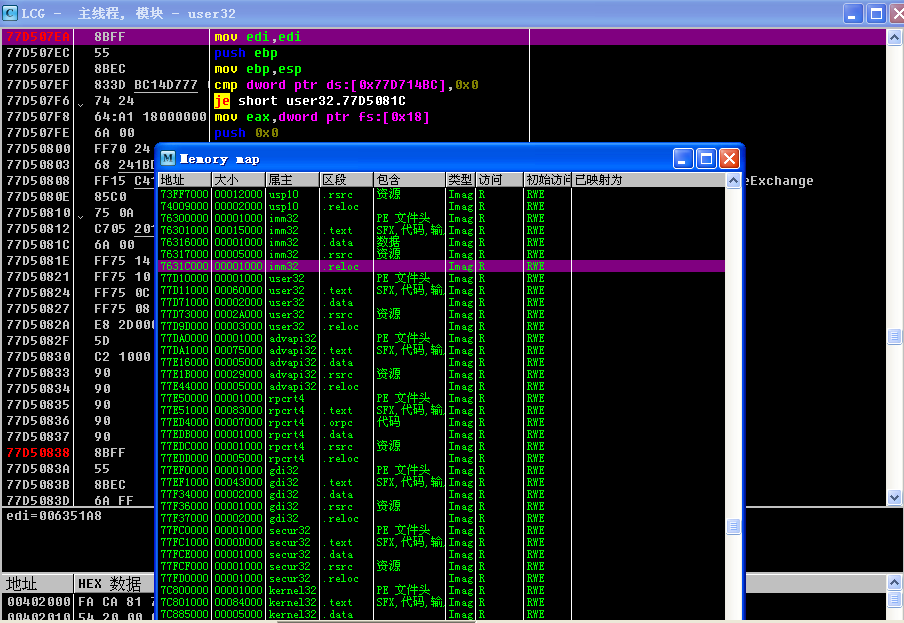 LCG - 主线程, 模块 - user32
77D507EA 8BFF mov edi,edi
77D507EC 55 push ebp
77D507ED 8BEC mov ebp,esp
77D507EF 833D BC14D777 cmp dword ptr ds:[0x77D714BC],0x0
77D507F6 74 24 je short user32.77D5081C
77D507F8 64:A1 18000000 mov eax,dword ptr fs:[0x18]
77D507FE 6A 00 push 0x0
77D50800 FF70 24
77D50803 68 241B
77D50808 FF15 C41 eExchange
77D5080E 85C0
77D50810 75 0A
77D50812 C705 201
77D5081C 6A 00
77D5081E FF75 14
77D50821 FF75 10
77D50824 FF75 0C
77D50827 FF75 08
77D5082A E8 2D00
77D5082F 5D
77D50830 C2 1000
77D50833 90
77D50834 90
77D50835 90
77D50836 90
77D50837 90
77D50838 8BFF
77D5083A 55
77D5083B 8BEC
77D5083D 6A FF
edi=006351A8
地址 HEX 数据
00402000 FA CA 81 7
00402010 54 20 00
Memory map
地址 大小 属主 区段 包含 类型 访问 初始访问 已映射为
73FF7000 00012000 usp10 .rsrc 资源 Imag R RWE
74009000 00002000 usp10 .reloc Imag R RWE
76300000 00001000 imm32 PE 文件头 Imag R RWE
76301000 00015000 imm32 .text SFX,代码,输 Imag R RWE
76316000 00001000 imm32 .data 数据 Imag R RWE
76317000 00005000 imm32 .rsrc 资源 Imag R RWE
7631C000 00001000 imm32 .reloc Imag R RWE
77D10000 00001000 user32 PE 文件头 Imag R RWE
77D11000 00060000 user32 .text SFX,代码,输 Imag R RWE
77D71000 00002000 user32 .data Imag R RWE
77D73000 0002A000 user32 .rsrc 资源 Imag R RWE
77D9D000 00003000 user32 .reloc Imag R RWE
77DA0000 00001000 advapi32 PE 文件头 Imag R RWE
77DA1000 00075000 advapi32 .text SFX,代码,输 Imag R RWE
77E16000 00005000 advapi32 .data Imag R RWE
77E1B000 00029000 advapi32 .rsrc 资源 Imag R RWE
77E44000 00005000 advapi32 .reloc Imag R RWE
77E50000 00001000 rpcrt4 PE 文件头 Imag R RWE
77E51000 00083000 rpcrt4 .text SFX,代码,输 Imag R RWE
77ED4000 00007000 rpcrt4 .orpc 代码 Imag R RWE
77EDB000 00001000 rpcrt4 .data Imag R RWE
77EDC000 00001000 rpcrt4 .rsrc 资源 Imag R RWE
77EDD000 00005000 rpcrt4 .reloc Imag R RWE
77EF0000 00001000 gdi32 PE 文件头 Imag R RWE
77EF1000 00043000 gdi32 .text SFX,代码,输 Imag R RWE
77F34000 00002000 gdi32 .data Imag R RWE
77F36000 00001000 gdi32 .rsrc 资源 Imag R RWE
77F37000 00002000 gdi32 .reloc Imag R RWE
77FC0000 00001000 secur32 PE 文件头 Imag R RWE
77FC1000 0000D000 secur32 .text SFX,代码,输 Imag R RWE
77FCE000 00001000 secur32 .data Imag R RWE
77FCF000 00001000 secur32 .rsrc 资源 Imag R RWE
77FD0000 00001000 secur32 .reloc Imag R RWE
7C800000 00001000 kernel32 PE 文件头 Imag R RWE
7C801000 00084000 kernel32 .text SFX,代码,输 Imag R RWE
7C885000 00005000 kernel32 .data Imag R RWE